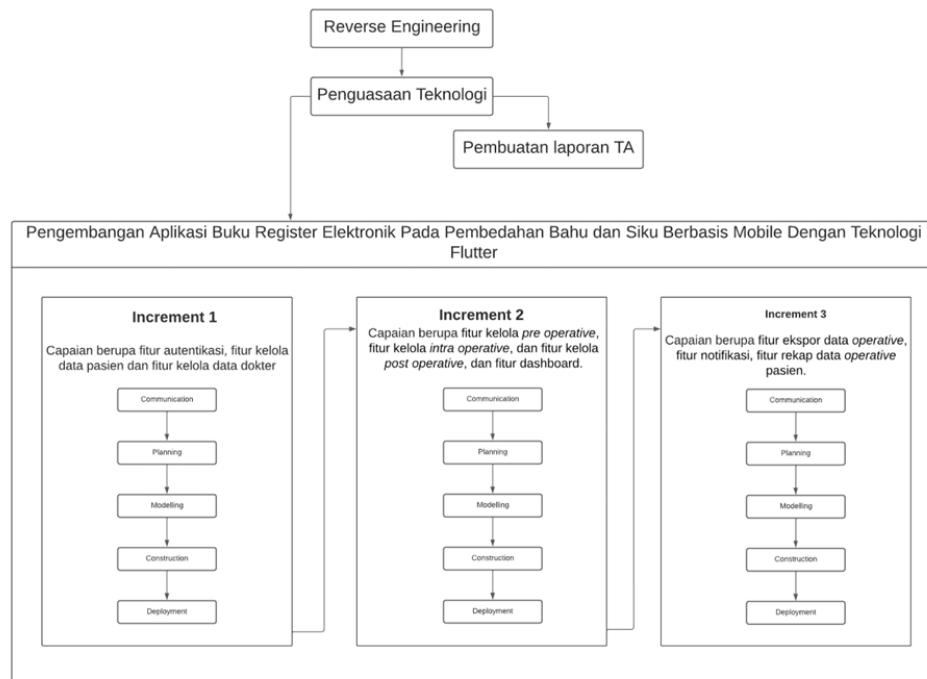 Reverse Engineering
Penguasaan Teknologi
Pembuatan laporan TA
Pengembangan Aplikasi Buku Register Elektronik Pada Pembedahan Bahu dan Siku Berbasis Mobile Dengan Teknologi
Flutter
Increment 1
Capaian berupa fitur autentikasi, fitur kelola
data pasien dan fitur kelola data dokter
Communication
Planning
Modelling
Construction
Deployment
Increment 2
Capaian berupa fitur kelola pre operative,
fitur kelola intra operative, dan fitur kelola
post operative, dan fitur dashboard.
Communication
Planning
Modelling
Construction
Deployment
Increment 3
Capaian berupa fitur ekspor data operative,
fitur notifikasi, fitur rekap data operative
pasien.
Communication
Planning
Modelling
Construction
Deployment